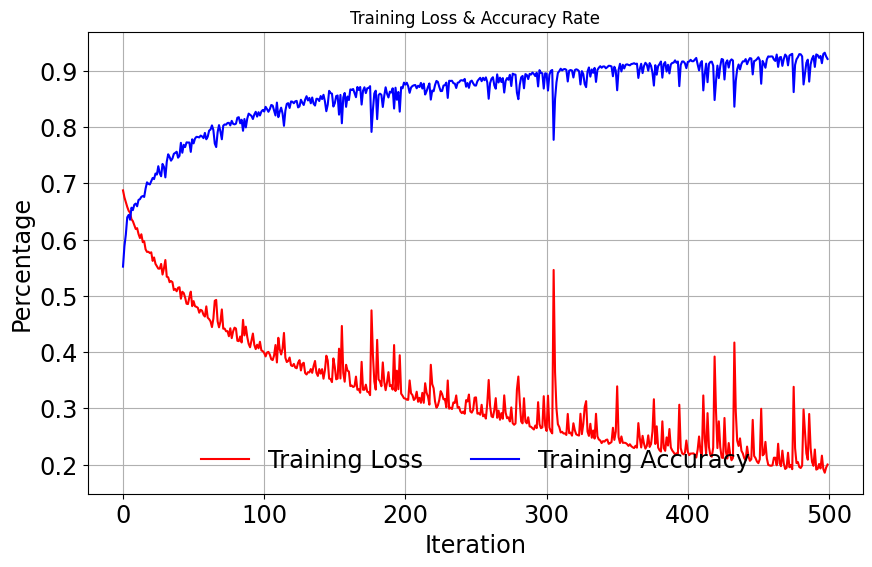 Training Loss & Accuracy Rate
Percentage
0.9
0.8
0.7
0.6
0.5
0.4
0.3
0.2
Training Loss
Training Accuracy
0
100
200
300
400
500
Iteration